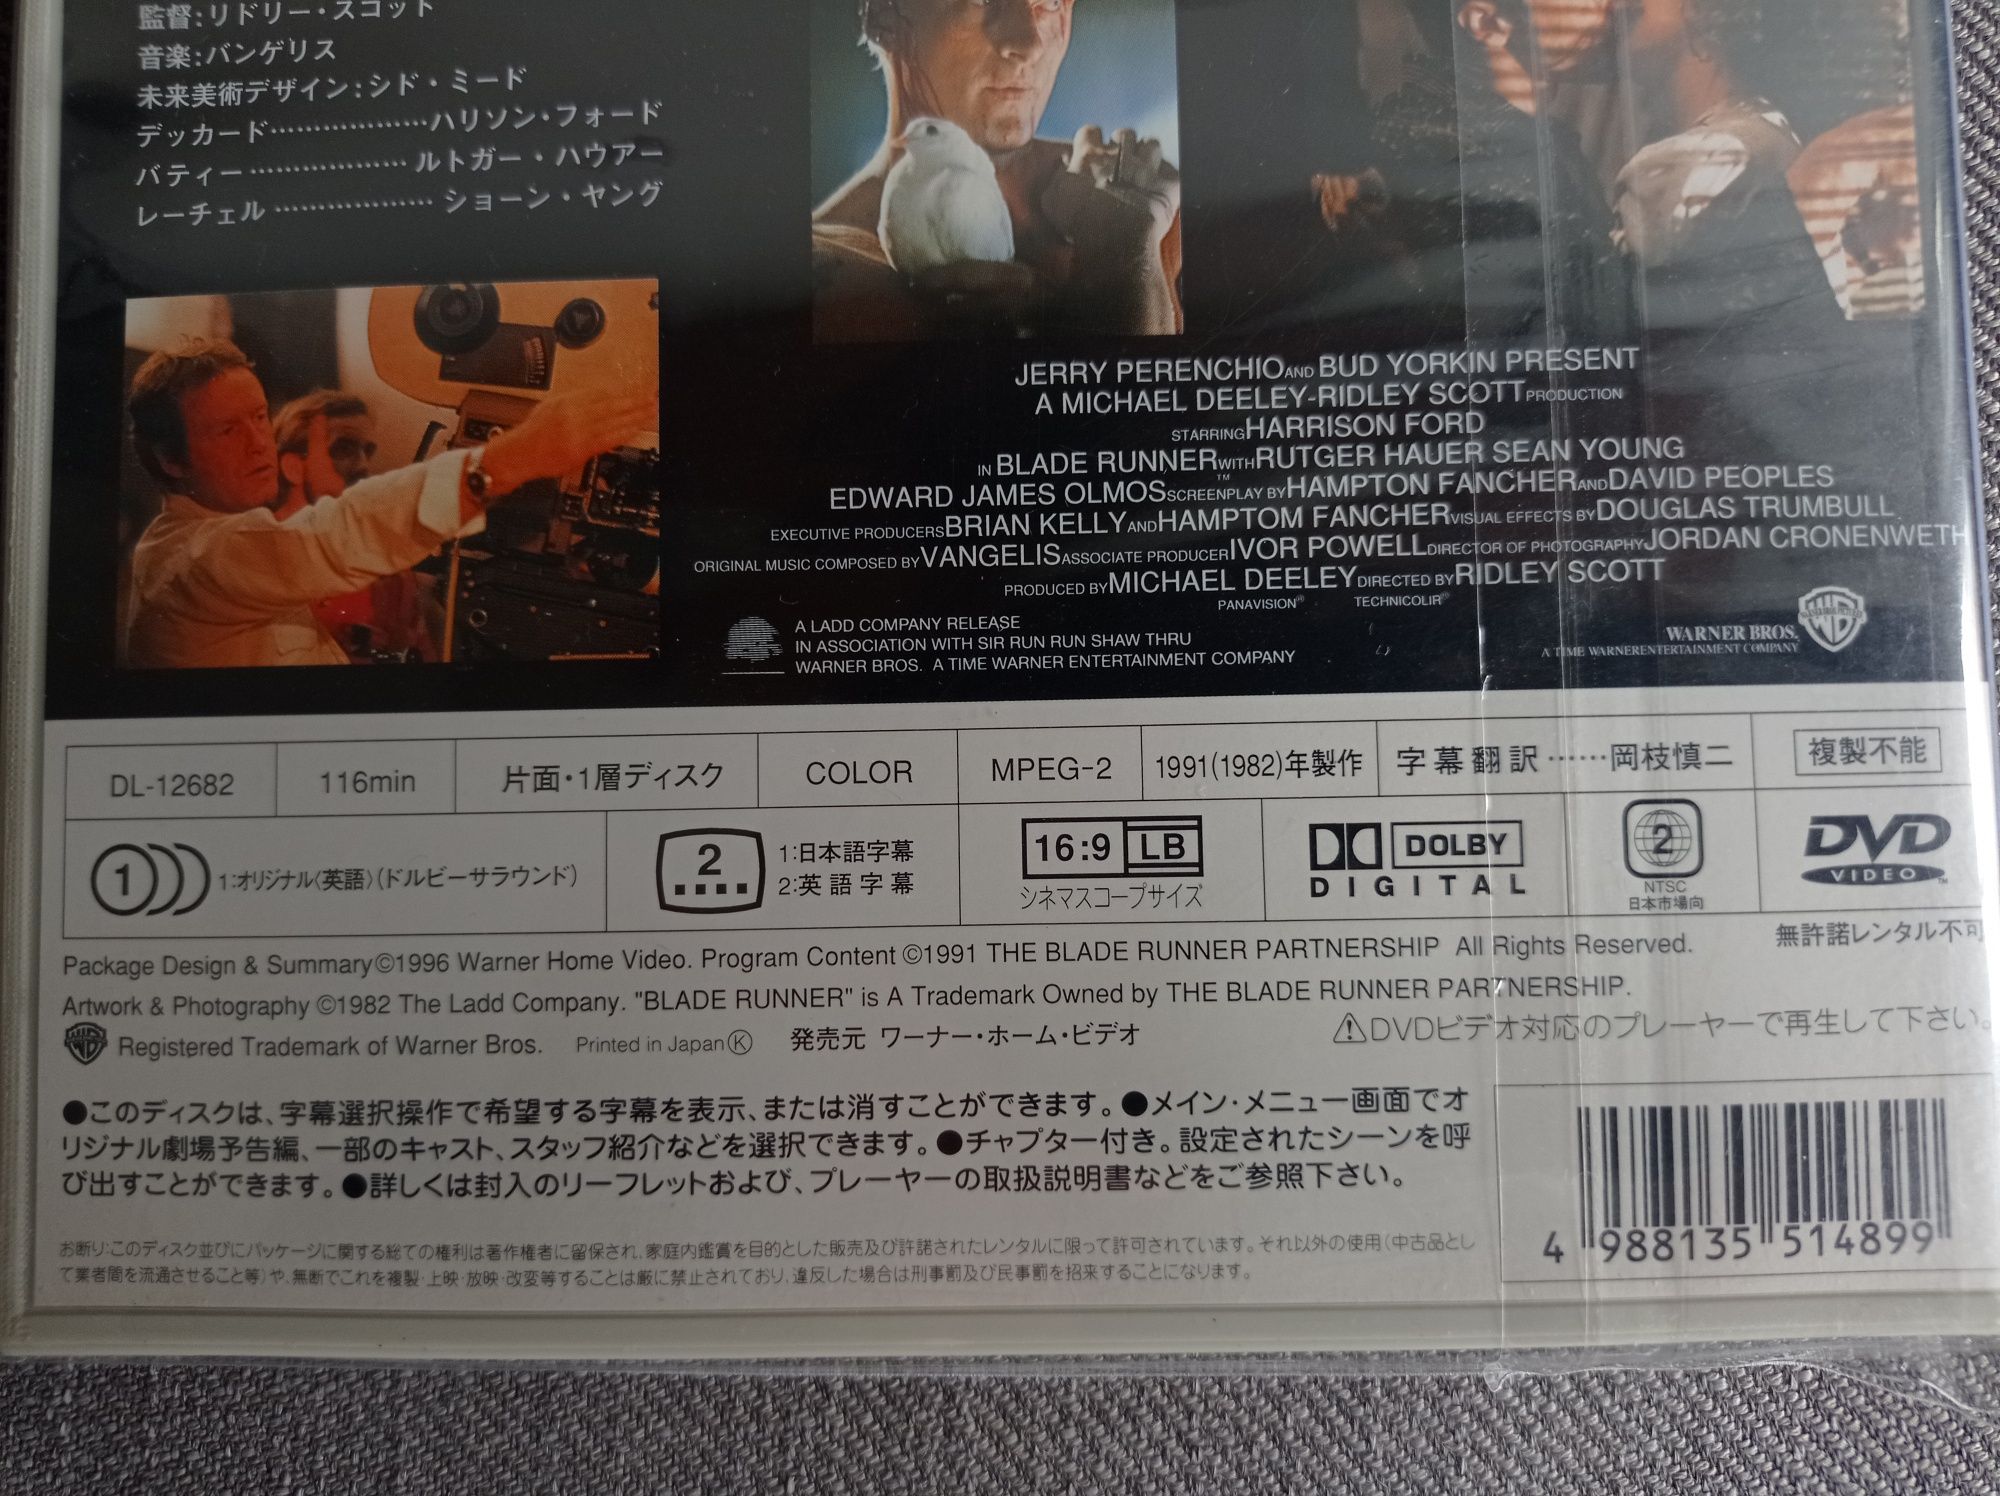 監督:リドリー・スコット
音楽:バンゲリス
未来美術デザイン:シド・ミード
デッカード………………ハリソン・フォード
バティー………………ルトガー・ハウアー
レーチェル………………ショーン・ヤング
JERRY PERENCHIO AND BUD YORKIN PRESENT
A MICHAEL DEELEY-RIDLEY SCOTT PRODUCTION
STARRING HARRISON FORD
IN BLADE RUNNER™ WITH RUTGER HAUER SEAN YOUNG
EDWARD JAMES OLMOS SCREENPLAY BY HAMPTON FANCHER AND DAVID PEOPLES
EXECUTIVE PRODUCERS BRIAN KELLY AND HAMPTOM FANCHER VISUAL EFFECTS BY DOUGLAS TRUMBULL
ORIGINAL MUSIC COMPOSED BY VANGELIS ASSOCIATE PRODUCER IVOR POWELL DIRECTOR OF PHOTOGRAPHY JORDAN CRONENWETH
PRODUCED BY MICHAEL DEELEY DIRECTED BY RIDLEY SCOTT
PANAVISION® TECHNICOLIR®
A LADD COMPANY RELEASE
IN ASSOCIATION WITH SIR RUN RUN SHAW THRU
WARNER BROS. A TIME WARNER ENTERTAINMENT COMPANY
WARNER BROS.
A TIME WARNERENTERTAINMENT COMPANY
DL-12682 116min 片面・1層ディスク COLOR MPEG-2 1991(1982)年製作 字幕翻訳……岡枝慎二 複製不能
1 1:オリジナル〈英語〉(ドルビーサラウンド)
2 1:日本語字幕
2:英語字幕
16:9 LB
シネマスコープサイズ
DOLBY
DIGITAL
2
NTSC
日本市場向
DVD
VIDEO™
無許諾レンタル不可
Package Design & Summary©1996 Warner Home Video. Program Content ©1991 THE BLADE RUNNER PARTNERSHIP All Rights Reserved.
Artwork & Photography ©1982 The Ladd Company. "BLADE RUNNER" is A Trademark Owned by THE BLADE RUNNER PARTNERSHIP.
Registered Trademark of Warner Bros. Printed in Japan Ⓚ 発売元 ワーナー・ホーム・ビデオ
⚠DVDビデオ対応のプレーヤーで再生して下さい。
●このディスクは、字幕選択操作で希望する字幕を表示、または消すことができます。●メイン・メニュー画面でオ
リジナル劇場予告編、一部のキャスト、スタッフ紹介などを選択できます。●チャプター付き。設定されたシーンを呼
び出すことができます。●詳しくは封入のリーフレットおよび、プレーヤーの取扱説明書などをご参照下さい。
お断り:このディスク並びにパッケージに関する総ての権利は著作権者に留保され、家庭内鑑賞を目的とした販売及び許諾されたレンタルに限って許可されています。それ以外の使用(中古品とし
て業者間を流通させること等)や、無断でこれを複製・上映・放映・改変等することは厳に禁止されており、違反した場合は刑事罰及び民事罰を招来することになります。
4 988135 514899